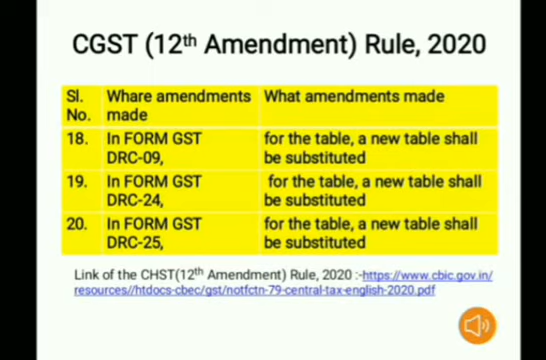 CGST (12th Amendment) Rule, 2020
Sl. No. Whare amendments made What amendments made
18. In FORM GST DRC-09, for the table, a new table shall be substituted
19. In FORM GST DRC-24, for the table, a new table shall be substituted
20. In FORM GST DRC-25, for the table, a new table shall be substituted
Link of the CHST(12th Amendment) Rule, 2020 :-https://www.cbic.gov.in/
resources//htdocs-cbec/gst/notfctn-79-central-tax-english-2020.pdf